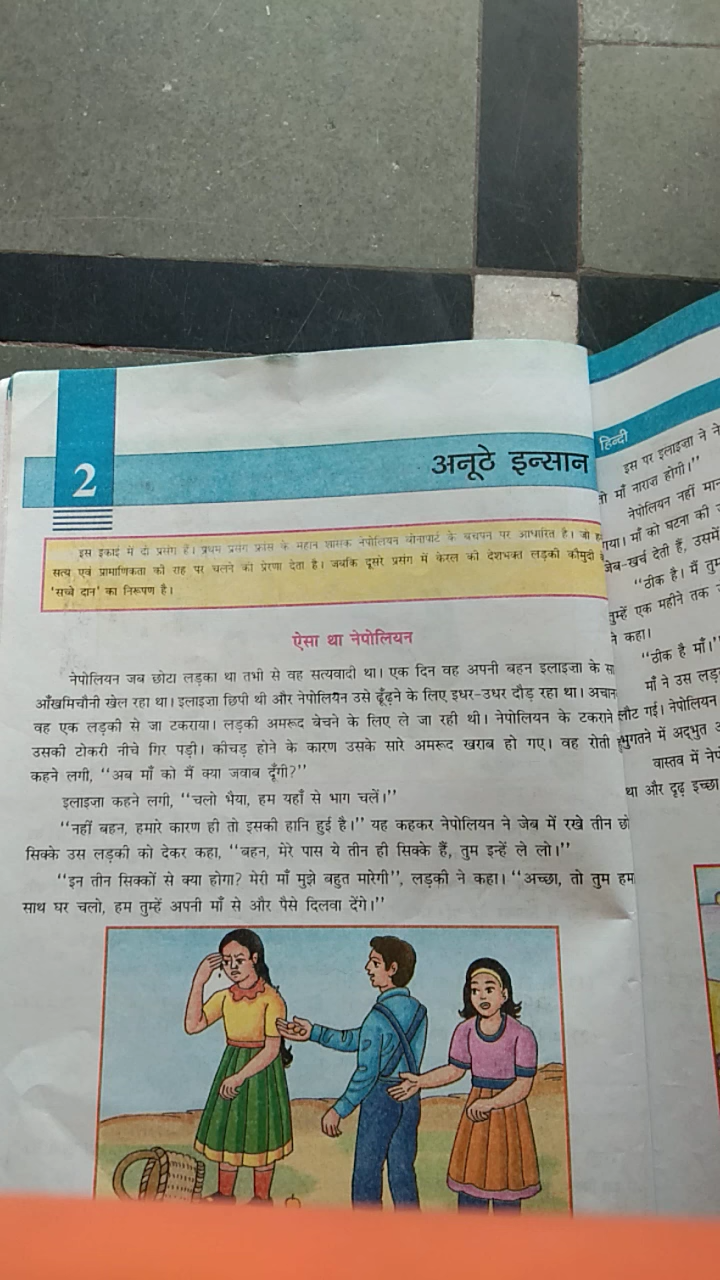 2
अनूठे इन्सान
इस इकाई में दो प्रसंग हैं। प्रथम प्रसंग फ्रांस के महान शासक नेपोलियन बोनापार्ट के बचपन पर आधारित है। जो
सत्य एवं प्रामाणिकता की राह पर चलने की प्रेरणा देता है। जबकि दूसरे प्रसंग में केरल की देशभक्त लड़की कौमुदी
'सच्चे दान' का निरूपण है।
ऐसा था नेपोलियन
नेपोलियन जब छोटा लड़का था तभी से वह सत्यवादी था। एक दिन वह अपनी बहन इलाइज़ा के सा
आँखमिचौनी खेल रहा था। इलाइज़ा छिपी थी और नेपोलियन उसे ढूँढ़ने के लिए इधर-उधर दौड़ रहा था। अचान
वह एक लड़की से जा टकराया। लड़की अमरूद बेचने के लिए ले जा रही थी। नेपोलियन के टकराने
उसकी टोकरी नीचे गिर पड़ी। कीचड़ होने के कारण उसके सारे अमरूद खराब हो गए। वह रोती
कहने लगी, "अब माँ को मैं क्या जवाब दूँगी?"
इलाइज़ा कहने लगी, "चलो भैया, हम यहाँ से भाग चलें।"
"नहीं बहन, हमारे कारण ही तो इसकी हानि हुई है।" यह कहकर नेपोलियन ने जेब में रखे तीन छो
सिक्के उस लड़की को देकर कहा, "बहन, मेरे पास ये तीन ही सिक्के हैं, तुम इन्हें ले लो।"
"इन तीन सिक्कों से क्या होगा? मेरी माँ मुझे बहुत मारेगी", लड़की ने कहा। "अच्छा, तो तुम हम
साथ घर चलो, हम तुम्हें अपनी माँ से और पैसे दिलवा देंगे।"
हिन्दी
इस पर इलाइज़ा ने ने
माँ नाराज़ होगी।"
नेपोलियन नहीं मान
गया। माँ को घटना की
जेब-खर्च देती हैं, उसमें
"ठीक है। मैं तुम
तुम्हें एक महीने तक
ने कहा।
"ठीक है माँ।"
माँ ने उस लड़
लौट गई। नेपोलियन
भुगतने में अद्भुत
वास्तव में नेप
था और दृढ़ इच्छा